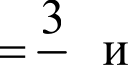 = 3/ и